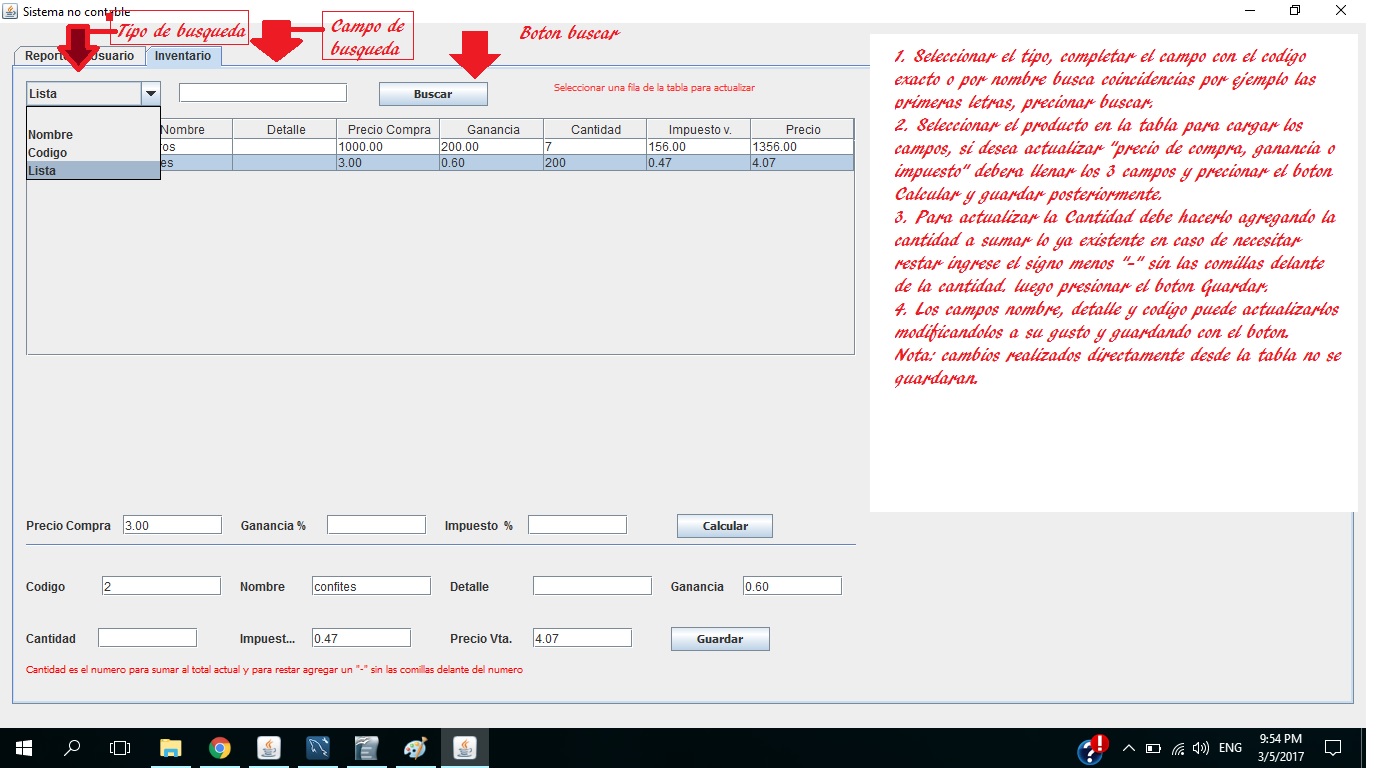 Sistema no contable
Tipo de busqueda
Campo de
busqueda
Boton buscar
Usuario
Inventario
Lista
Buscar
Seleccionar una fila de la tabla para actualizar
Nombre
Codigo
Lista
Nombre Detalle Precio Compra Ganancia Cantidad Impuesto v. Precio
ros 1000.00 200.00 7 156.00 1356.00
es 3.00 0.60 200 0.47 4.07
1. Seleccionar el tipo, completar el campo con el codigo
exacto o por nombre busca coincidencias por ejemplo las
primeras letras, precionar buscar.
2. Seleccionar el producto en la tabla para cargar los
campos, si desea actualizar "precio de compra, ganancia o
impuesto" debera llenar los 3 campos y precionar el boton
Calcular y guardar posteriormente.
3. Para actualizar la Cantidad debe hacerlo agregando la
cantidad a sumar lo ya existente en caso de necesitar
restar ingrese el signo menos "-" sin las comillas delante
de la cantidad. luego presionar el boton Guardar.
4. Los campos nombre, detalle y codigo puede actualizarlos
modificandolos a su gusto y guardando con el boton.
Nota: cambios realizados directamente desde la tabla no se
guardaran.
Precio Compra 3.00 Ganancia % Impuesto % Calcular
Codigo 2 Nombre confites Detalle Ganancia 0.60
Cantidad Impuest... 0.47 Precio Vta. 4.07 Guardar
Cantidad es el numero para sumar al total actual y para restar agregar un "-" sin las comillas delante del numero
ENG
9:54 PM
3/5/2017